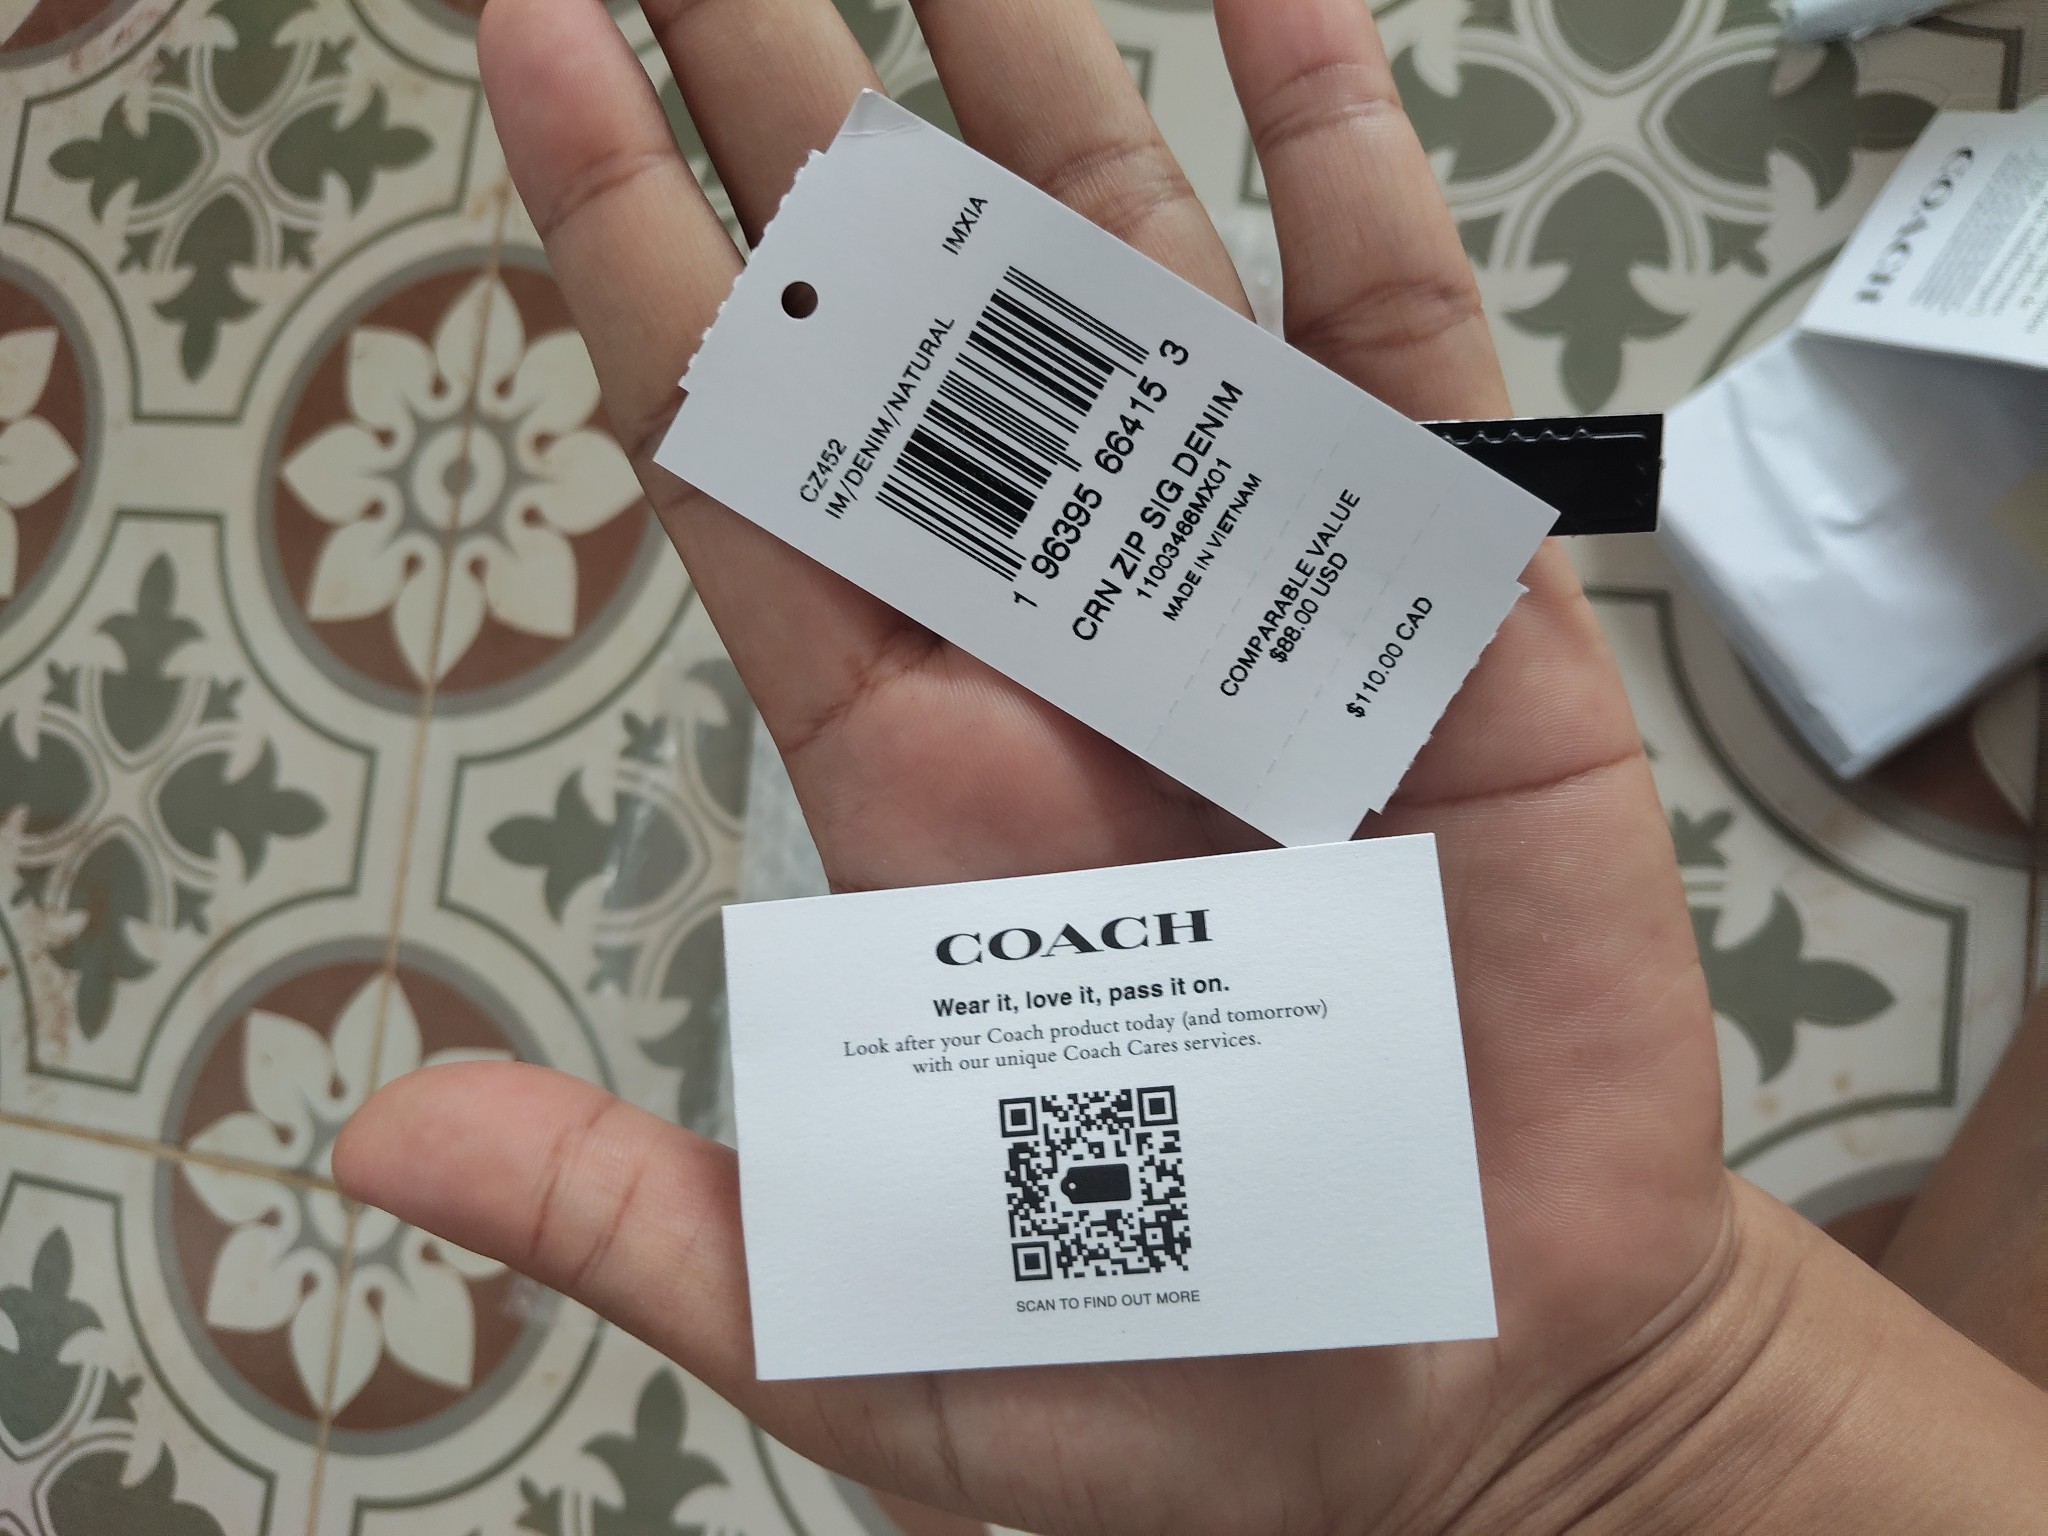 CZ452
IM/DENIM/NATURAL
IMXIA
1 96395 66415 3
CRN ZIP SIG DENIM
11003488MX01
MADE IN VIETNAM
COMPARABLE VALUE
$88.00 USD
$110.00 CAD
COACH
Wear it, love it, pass it on.
Look after your Coach product today (and tomorrow)
with our unique Coach Cares services.
SCAN TO FIND OUT MORE
COACH